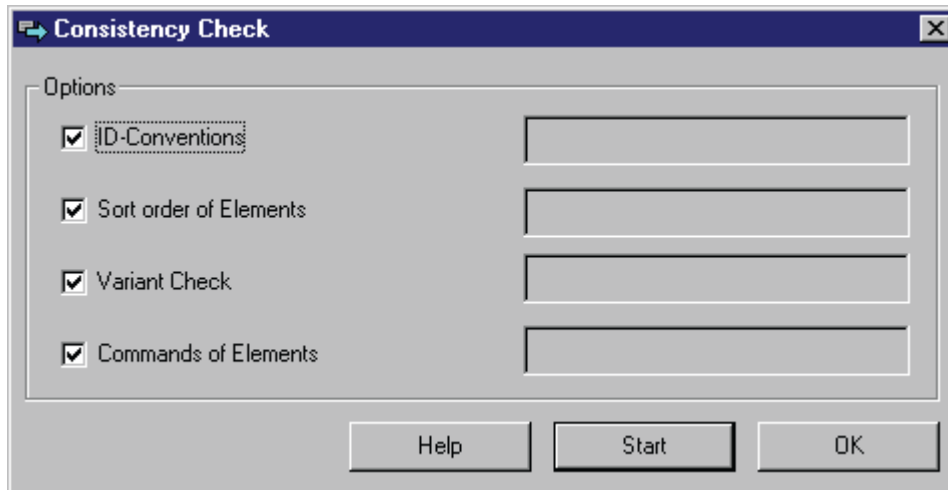 Consistency Check
Options
ID-Conventions
Sort order of Elements
Variant Check
Commands of Elements
Help Start OK